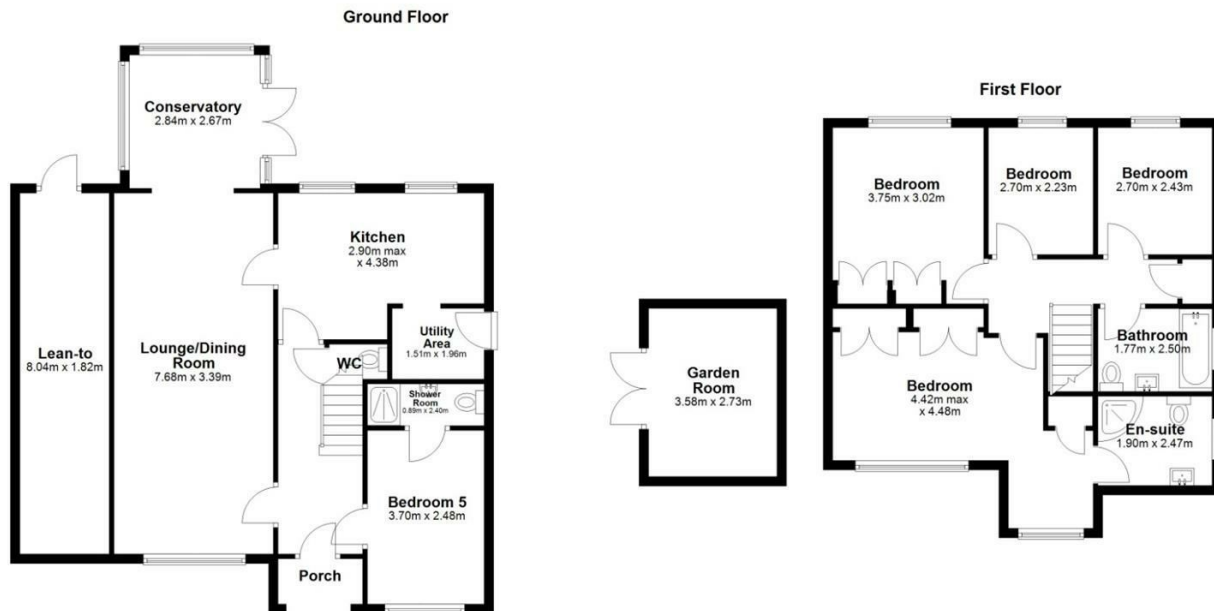 Ground Floor
Conservatory
2.84m x 2.67m
Kitchen
2.90m max
x 4.38m
Lean-to
8.04m x 1.82m
Lounge/Dining
Room
7.68m x 3.39m
WC
Utility
Area
1.51m x 1.96m
Shower
Room
0.89m x 2.40m
Bedroom 5
3.70m x 2.48m
Porch
Garden
Room
3.58m x 2.73m
First Floor
Bedroom
3.75m x 3.02m
Bedroom
2.70m x 2.23m
Bedroom
2.70m x 2.43m
Bathroom
1.77m x 2.50m
Bedroom
4.42m max
x 4.48m
En-suite
1.90m x 2.47m